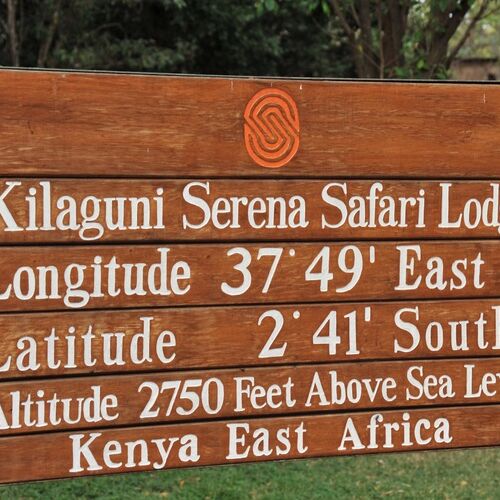 Kilaguni Serena Safari Lod
Longitude 37° 49' East
Latitude 2° 41' South
Altitude 2750 Feet Above Sea Lev
Kenya East Africa